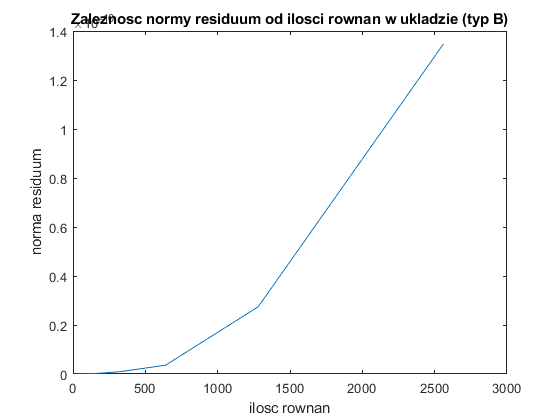 Zaleznosc normy residuum od ilosci rownan w ukladzie (typ B)
1.4
1.2
1
0.8
0.6
0.4
0.2
0
norma residuum
0 500 1000 1500 2000 2500 3000
ilosc rownan